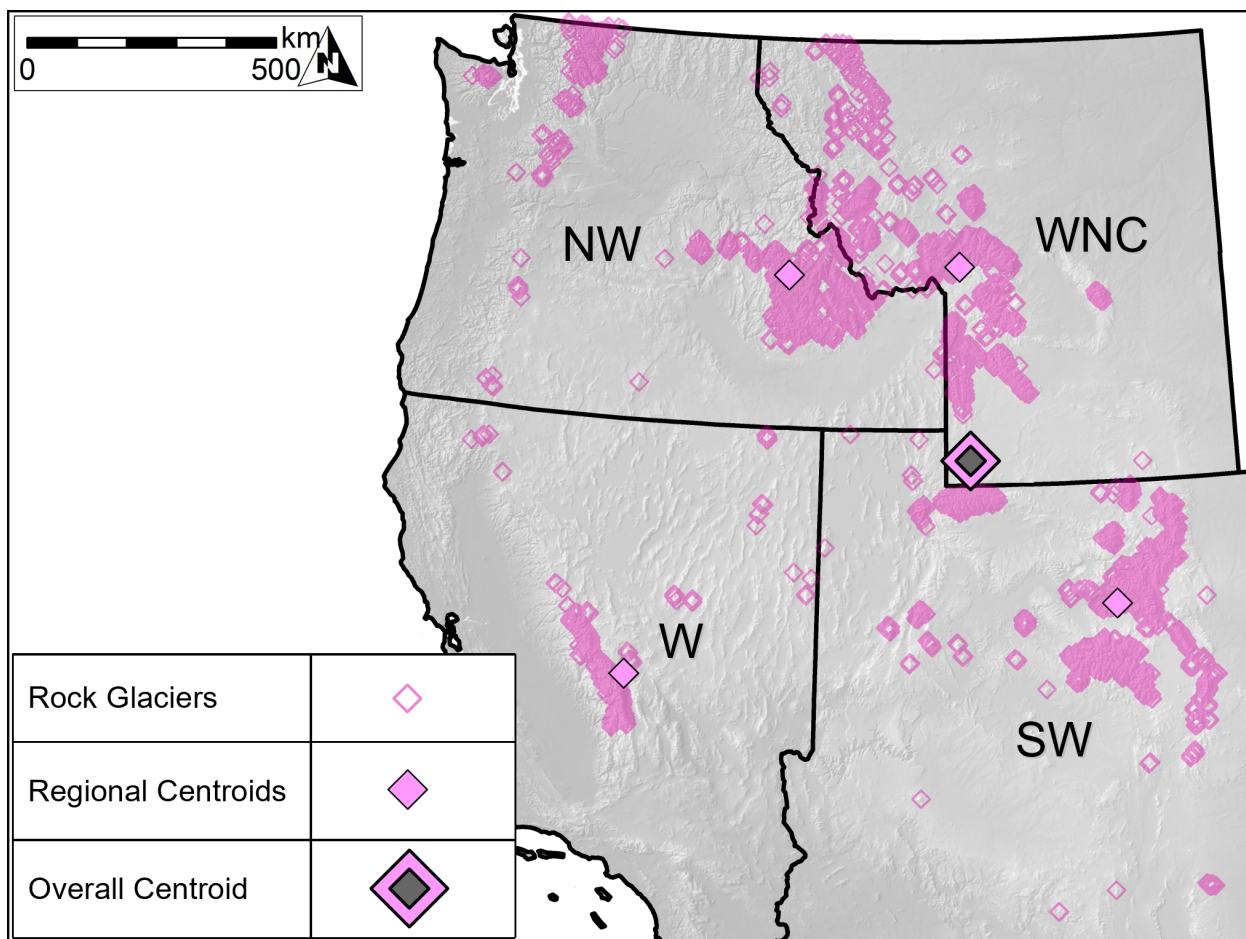 km
0 500
N
NW
WNC
W
SW
Rock Glaciers
Regional Centroids
Overall Centroid